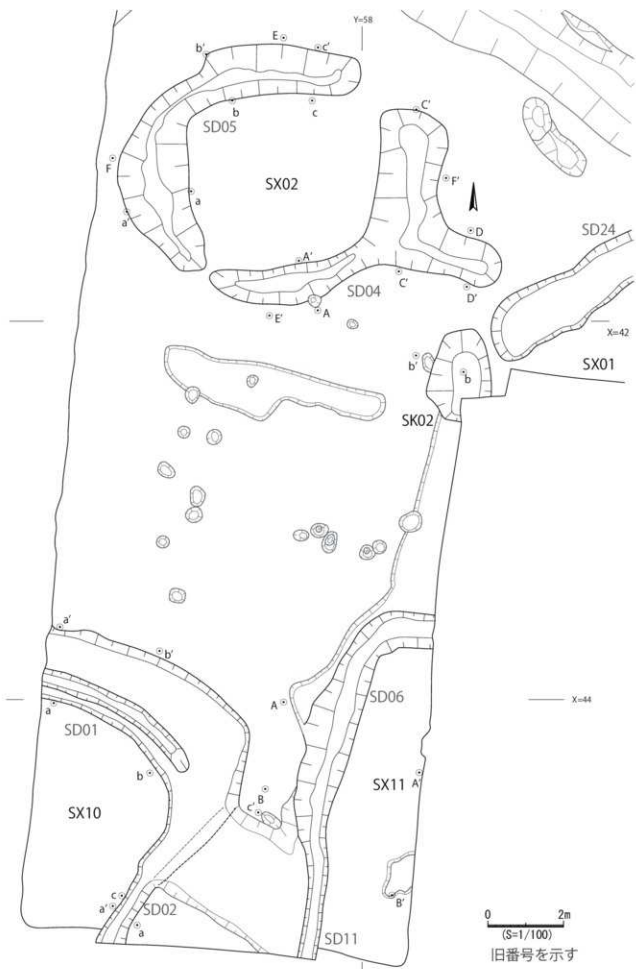 Y=58
E
b'
c'
b
c
SD05
C'
F
SX02
F'
a
a'
D
SD24
A'
C'
SD04
D'
A
E'
X=42
b'
b
SX01
SK02
a'
b'
A
SD06
X=44
a
SD01
b
A'
SX11
B
c'
SX10
c
a'
B'
SD02
a
0 2m
(S=1/100)
SD11
旧番号を示す